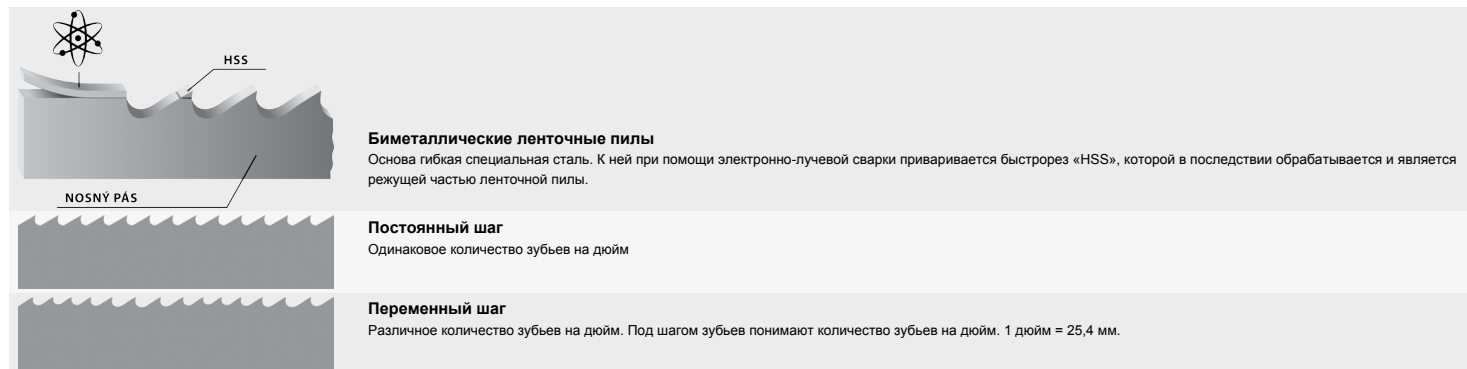 HSS
NOSNÝ PÁS
Биметаллические ленточные пилы
Основа гибкая специальная сталь. К ней при помощи электронно-лучевой сварки приваривается быстрорез «HSS», которой в последствии обрабатывается и является
режущей частью ленточной пилы.
Постоянный шаг
Одинаковое количество зубьев на дюйм
Переменный шаг
Различное количество зубьев на дюйм. Под шагом зубьев понимают количество зубьев на дюйм. 1 дюйм = 25,4 мм.